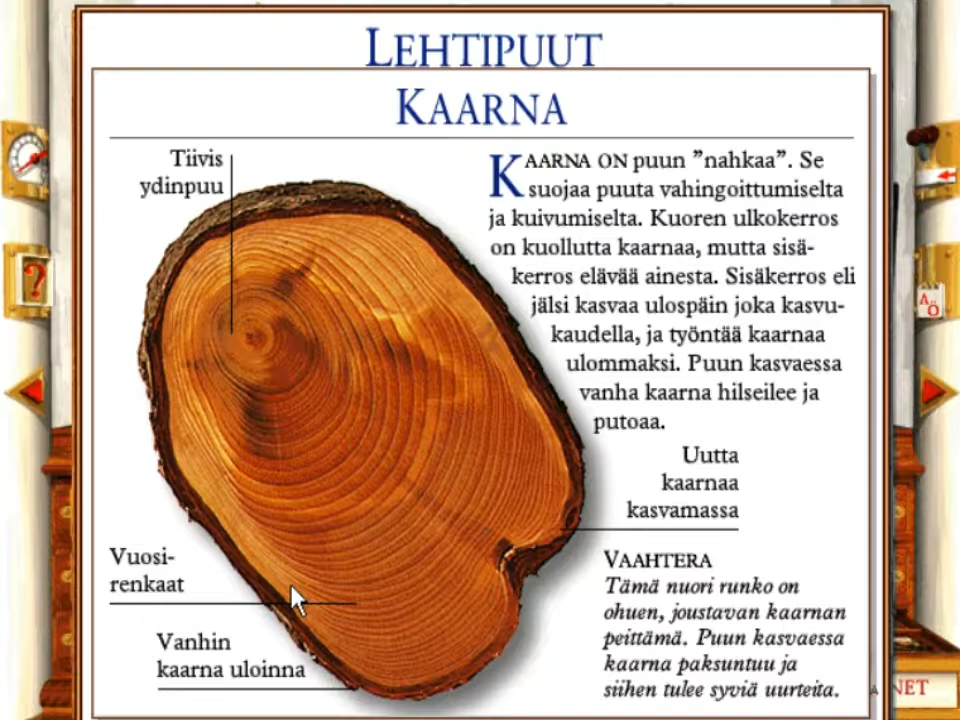 LEHTIPUUT
KAARNA
Tiivis
ydinpuu
KAARNA ON puun ”nahkaa”. Se
suojaa puuta vahingoittumiselta
ja kuivumiselta. Kuoren ulkokerros
on kuollutta kaarnaa, mutta sisä-
kerros elävää ainesta. Sisäkerros eli
jälsi kasvaa ulospäin joka kasvu-
kaudella, ja työntää kaarnaa
ulommaksi. Puun kasvaessa
vanha kaarna hilseilee ja
putoaa.
Uutta
kaarnaa
kasvamassa
Vuosi-
renkaat
Vanhin
kaarna uloinna
VAAHTERA
Tämä nuori runko on
ohuen, joustavan kaarnan
peittämä. Puun kasvaessa
kaarna paksuntuu ja
siihen tulee syviä uurteita.
?
A Ö
NET